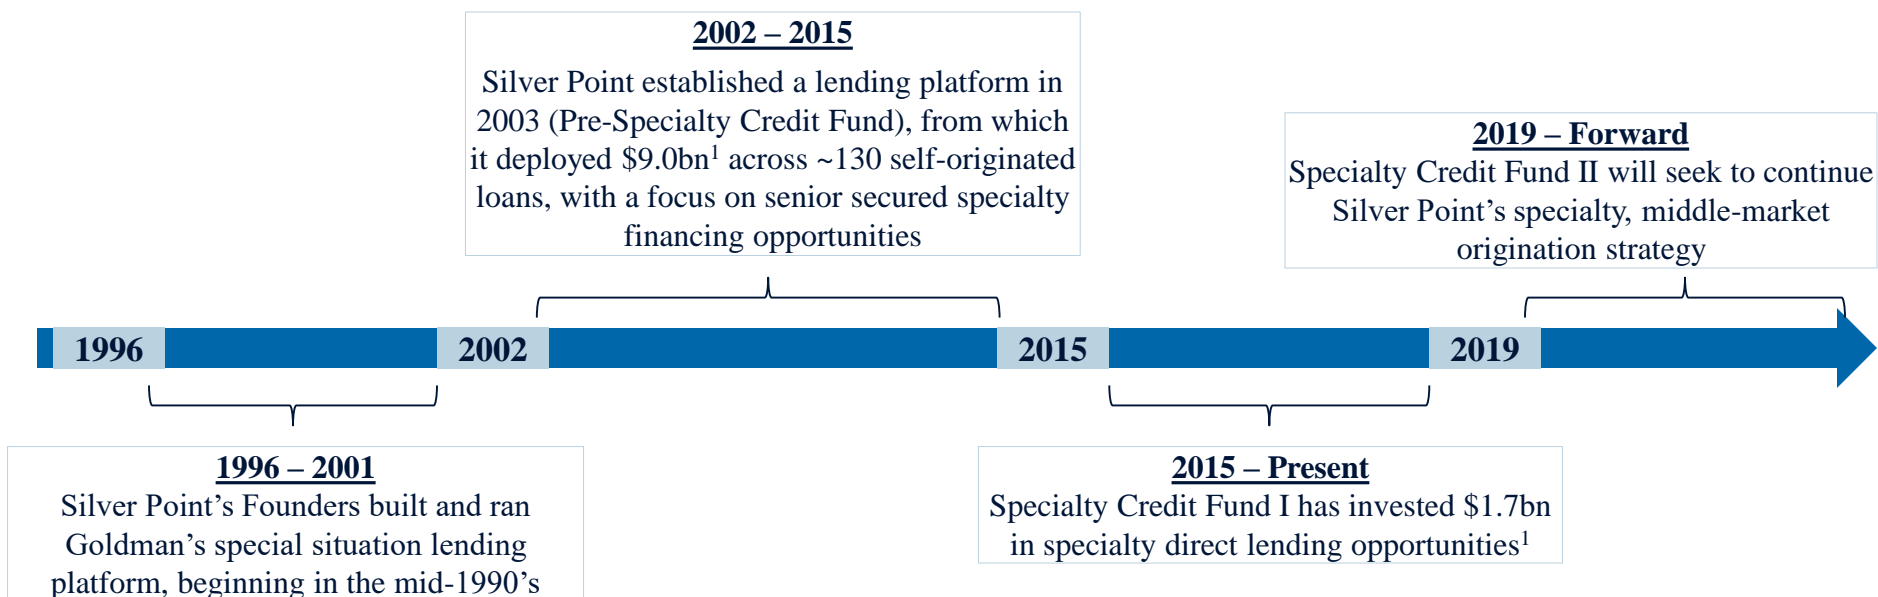 2002 – 2015
Silver Point established a lending platform in
2003 (Pre-Specialty Credit Fund), from which
it deployed $9.0bn¹ across ~130 self-originated
loans, with a focus on senior secured specialty
financing opportunities
2019 – Forward
Specialty Credit Fund II will seek to continue
Silver Point’s specialty, middle-market
origination strategy
1996
2002
2015
2019
1996 – 2001
Silver Point’s Founders built and ran
Goldman’s special situation lending
platform, beginning in the mid-1990’s
2015 – Present
Specialty Credit Fund I has invested $1.7bn
in specialty direct lending opportunities¹